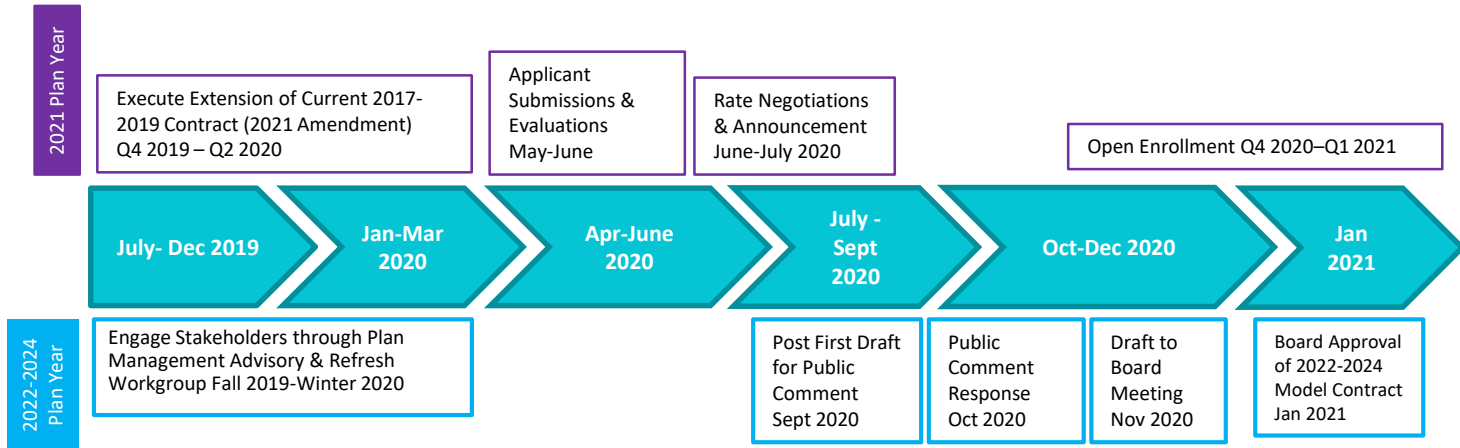 2021 Plan Year
Execute Extension of Current 2017-
2019 Contract (2021 Amendment)
Q4 2019 – Q2 2020
Applicant
Submissions &
Evaluations
May-June
Rate Negotiations
& Announcement
June-July 2020
Open Enrollment Q4 2020–Q1 2021
July- Dec 2019
Jan-Mar
2020
Apr-June
2020
July -
Sept
2020
Oct-Dec 2020
Jan
2021
2022-2024
Plan Year
Engage Stakeholders through Plan
Management Advisory & Refresh
Workgroup Fall 2019-Winter 2020
Post First Draft
for Public
Comment
Sept 2020
Public
Comment
Response
Oct 2020
Draft to
Board
Meeting
Nov 2020
Board Approval
of 2022-2024
Model Contract
Jan 2021